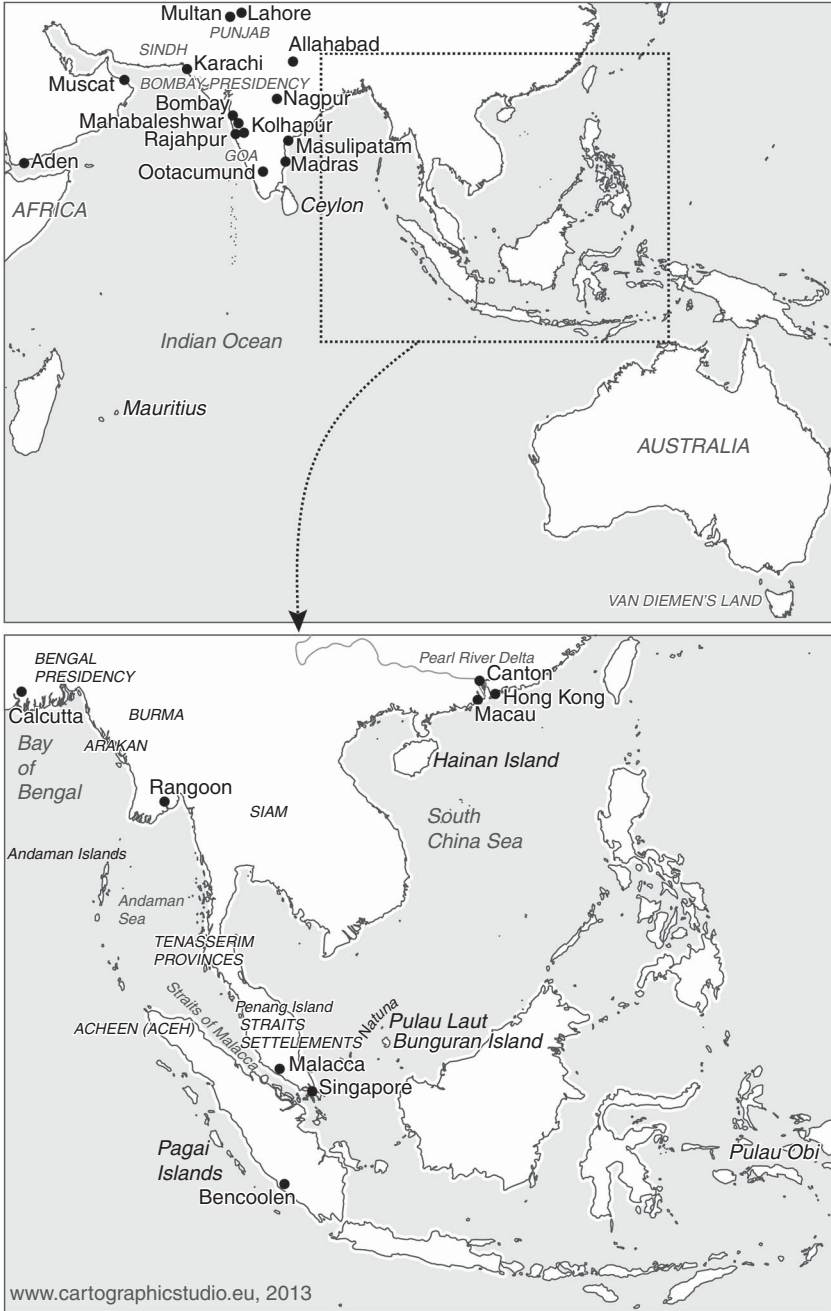 Multan
Lahore
PUNJAB
SINDH
Karachi
Allahabad
Muscat
BOMBAY PRESIDENCY
Bombay
Nagpur
Mahabaleshwar
Kolhapur
Rajahpur
Masulipatam
GOA
Madras
Aden
Ootacumund
AFRICA
Ceylon
Indian Ocean
Mauritius
AUSTRALIA
VAN DIEMEN'S LAND
BENGAL
PRESIDENCY
Pearl River Delta
Canton
Hong Kong
Calcutta
BURMA
Macau
Bay
of
Bengal
ARAKAN
Hainan Island
Rangoon
SIAM
South
China Sea
Andaman Islands
Andaman
Sea
TENASSERIM
PROVINCES
Straits of Malacca
Penang Island
STRAITS
SETTELEMENTS
Natuna
Pulau Laut
Bunguran Island
ACHEEN (ACEH)
Malacca
Singapore
Pagai
Islands
Bencoolen
Pulau Obi
www.cartographicstudio.eu, 2013